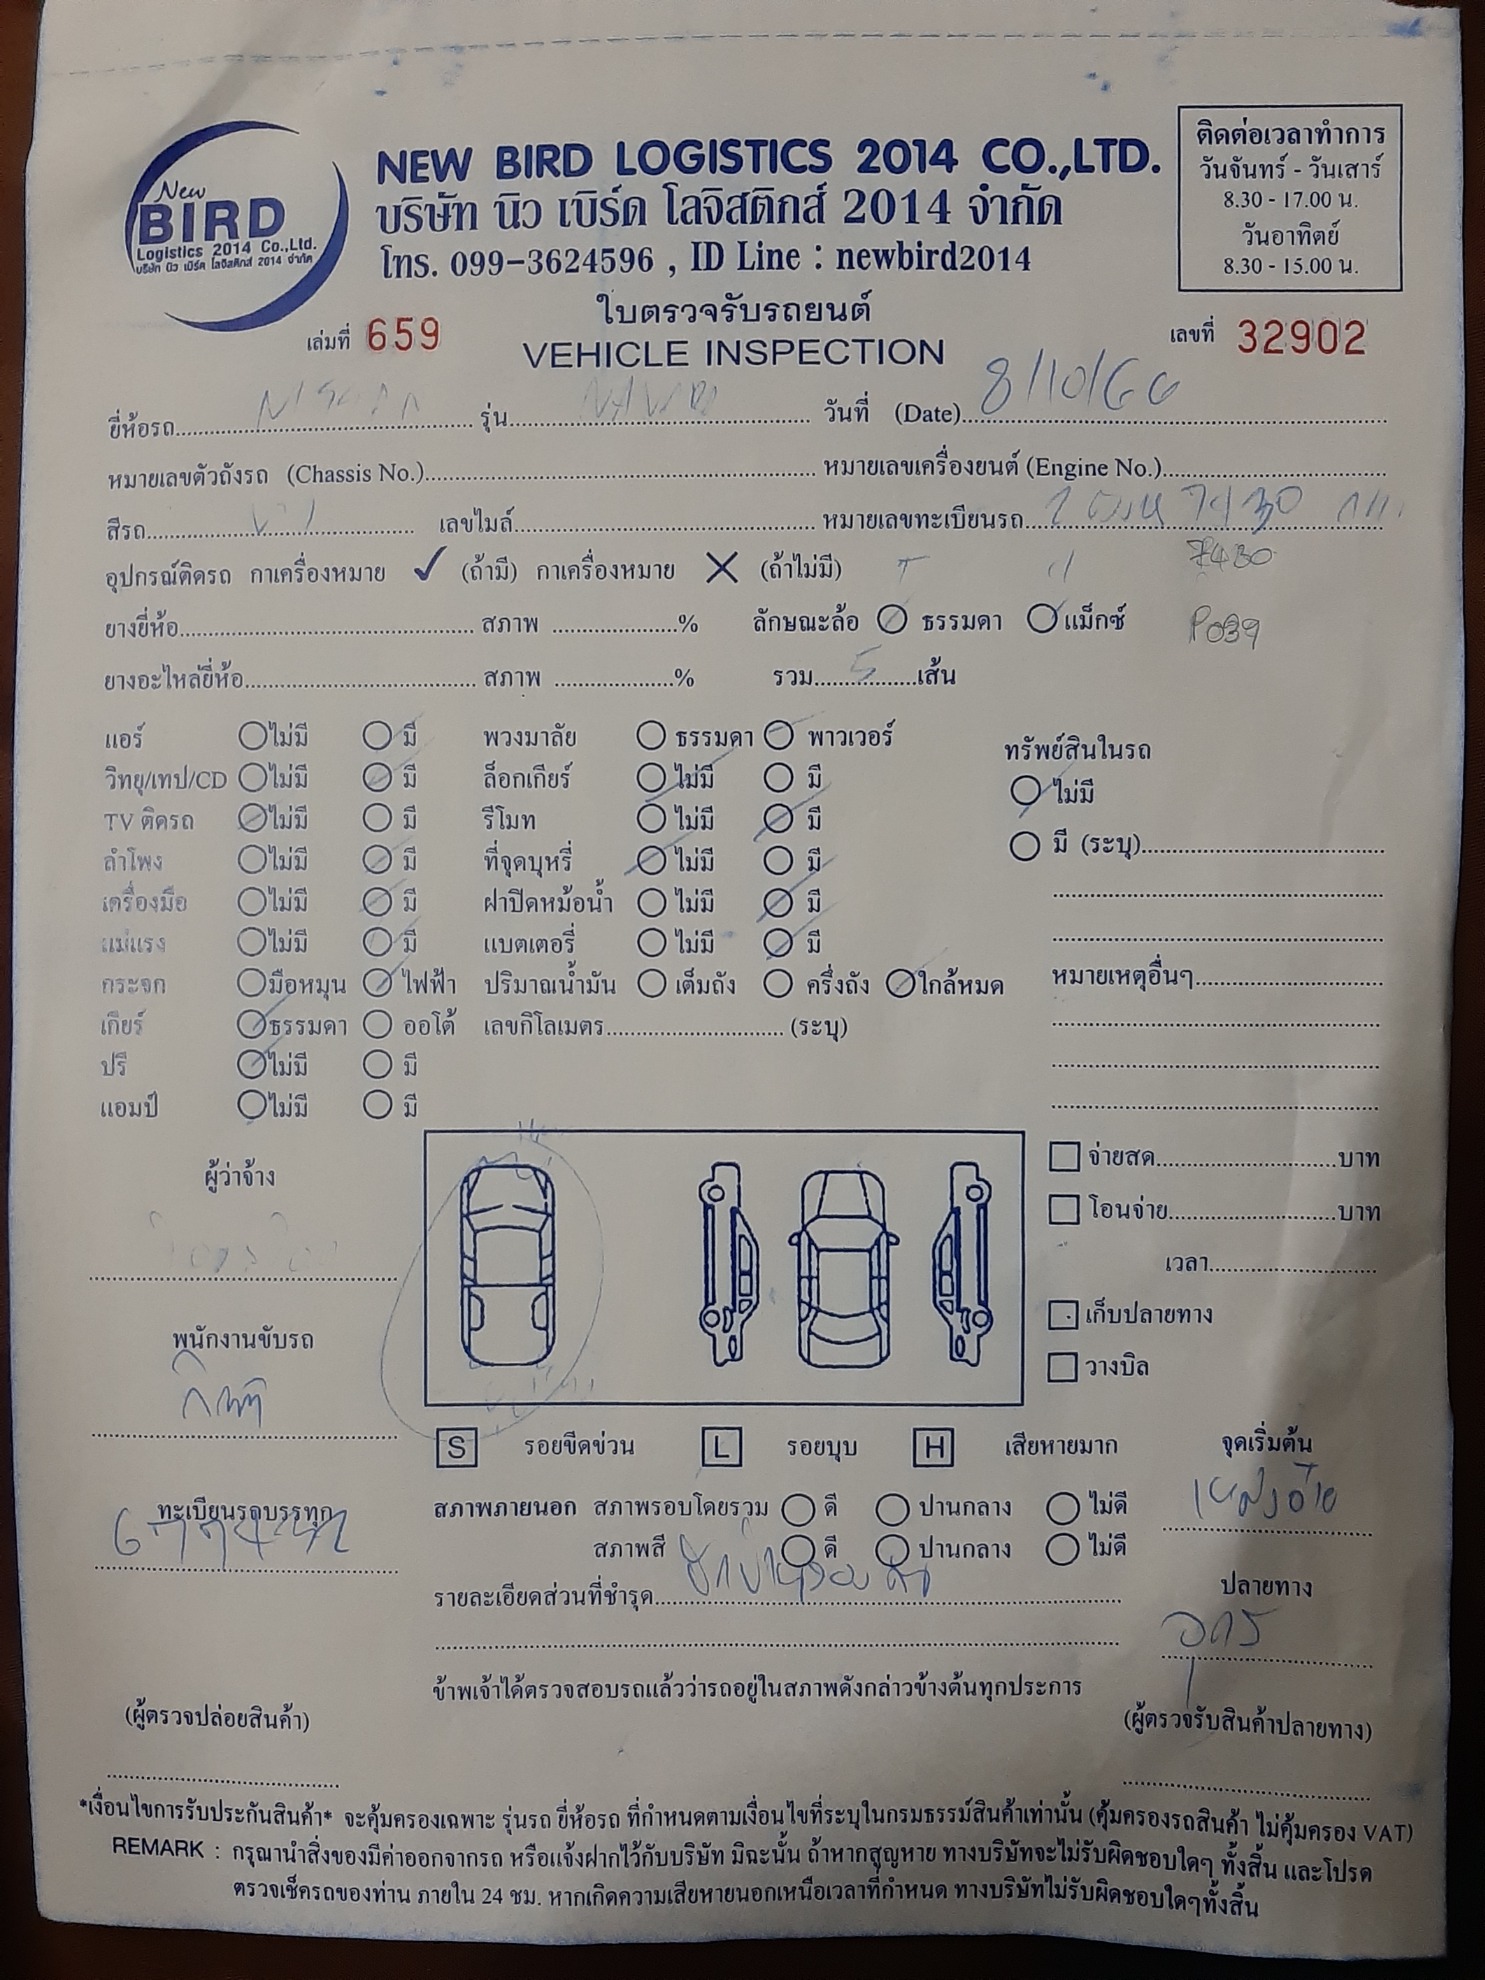 New
BIRD
Logistics 2014 Co.,Ltd.
บริษัท นิว เบิร์ด โลจิสติกส์ 2014 จำกัด
NEW BIRD LOGISTICS 2014 CO.,LTD.
บริษัท นิว เบิร์ด โลจิสติกส์ 2014 จำกัด
โทร. 099-3624596 , ID Line : newbird2014
ติดต่อเวลาทำการ
วันจันทร์ - วันเสาร์
8.30 - 17.00 น.
วันอาทิตย์
8.30 - 15.00 น.
ใบตรวจรับรถยนต์
เล่มที่ 659 VEHICLE INSPECTION เลขที่ 32902
ยี่ห้อรถ รุ่น วันที่ (Date) 8/10/66
หมายเลขตัวถังรถ (Chassis No.) หมายเลขเครื่องยนต์ (Engine No.)
สีรถ เลขไมล์ หมายเลขทะเบียนรถ 7430
อุปกรณ์ติดรถ กาเครื่องหมาย ✓ (ถ้ามี) กาเครื่องหมาย ✕ (ถ้าไม่มี) 7430
ยางยี่ห้อ สภาพ % ลักษณะล้อ ธรรมดา แม็กซ์ P039
ยางอะไหล่ยี่ห้อ สภาพ % รวม 5 เส้น
แอร์ ไม่มี มี พวงมาลัย ธรรมดา พาวเวอร์ ทรัพย์สินในรถ
วิทยุ/เทป/CD ไม่มี มี ล็อกเกียร์ ไม่มี มี ไม่มี
TV ติดรถ ไม่มี มี รีโมท ไม่มี มี มี (ระบุ)
ลำโพง ไม่มี มี ที่จุดบุหรี่ ไม่มี มี
เครื่องมือ ไม่มี มี ฝาปิดหม้อน้ำ ไม่มี มี
แม่แรง ไม่มี มี แบตเตอรี่ ไม่มี มี
กระจก มือหมุน ไฟฟ้า ปริมาณน้ำมัน เต็มถัง ครึ่งถัง ใกล้หมด หมายเหตุอื่นๆ
เกียร์ ธรรมดา ออโต้ เลขกิโลเมตร (ระบุ)
ปรี ไม่มี มี
แอมป์ ไม่มี มี
ผู้ว่าจ้าง
จ่ายสด บาท
โอนจ่าย บาท
เวลา
พนักงานขับรถ
เก็บปลายทาง
วางบิล
S รอยขีดข่วน L รอยบุบ H เสียหายมาก จุดเริ่มต้น
ทะเบียนรถบรรทุก สภาพภายนอก สภาพรอบโดยรวม ดี ปานกลาง ไม่ดี
สภาพสี ดี ปานกลาง ไม่ดี
รายละเอียดส่วนที่ชำรุด ปลายทาง
อุดร
ข้าพเจ้าได้ตรวจสอบรถแล้วว่ารถอยู่ในสภาพดังกล่าวข้างต้นทุกประการ
(ผู้ตรวจปล่อยสินค้า) (ผู้ตรวจรับสินค้าปลายทาง)
*เงื่อนไขการรับประกันสินค้า* จะคุ้มครองเฉพาะ รุ่นรถ ยี่ห้อรถ ที่กำหนดตามเงื่อนไขที่ระบุในกรมธรรม์สินค้าเท่านั้น (คุ้มครองรถสินค้า ไม่คุ้มครอง VAT)
REMARK : กรุณานำสิ่งของมีค่าออกจากรถ หรือแจ้งฝากไว้กับบริษัท มิฉะนั้น ถ้าหากสูญหาย ทางบริษัทจะไม่รับผิดชอบใดๆ ทั้งสิ้น และโปรด
ตรวจเช็ครถของท่าน ภายใน 24 ชม. หากเกิดความเสียหายนอกเหนือเวลาที่กำหนด ทางบริษัทไม่รับผิดชอบใดๆทั้งสิ้น